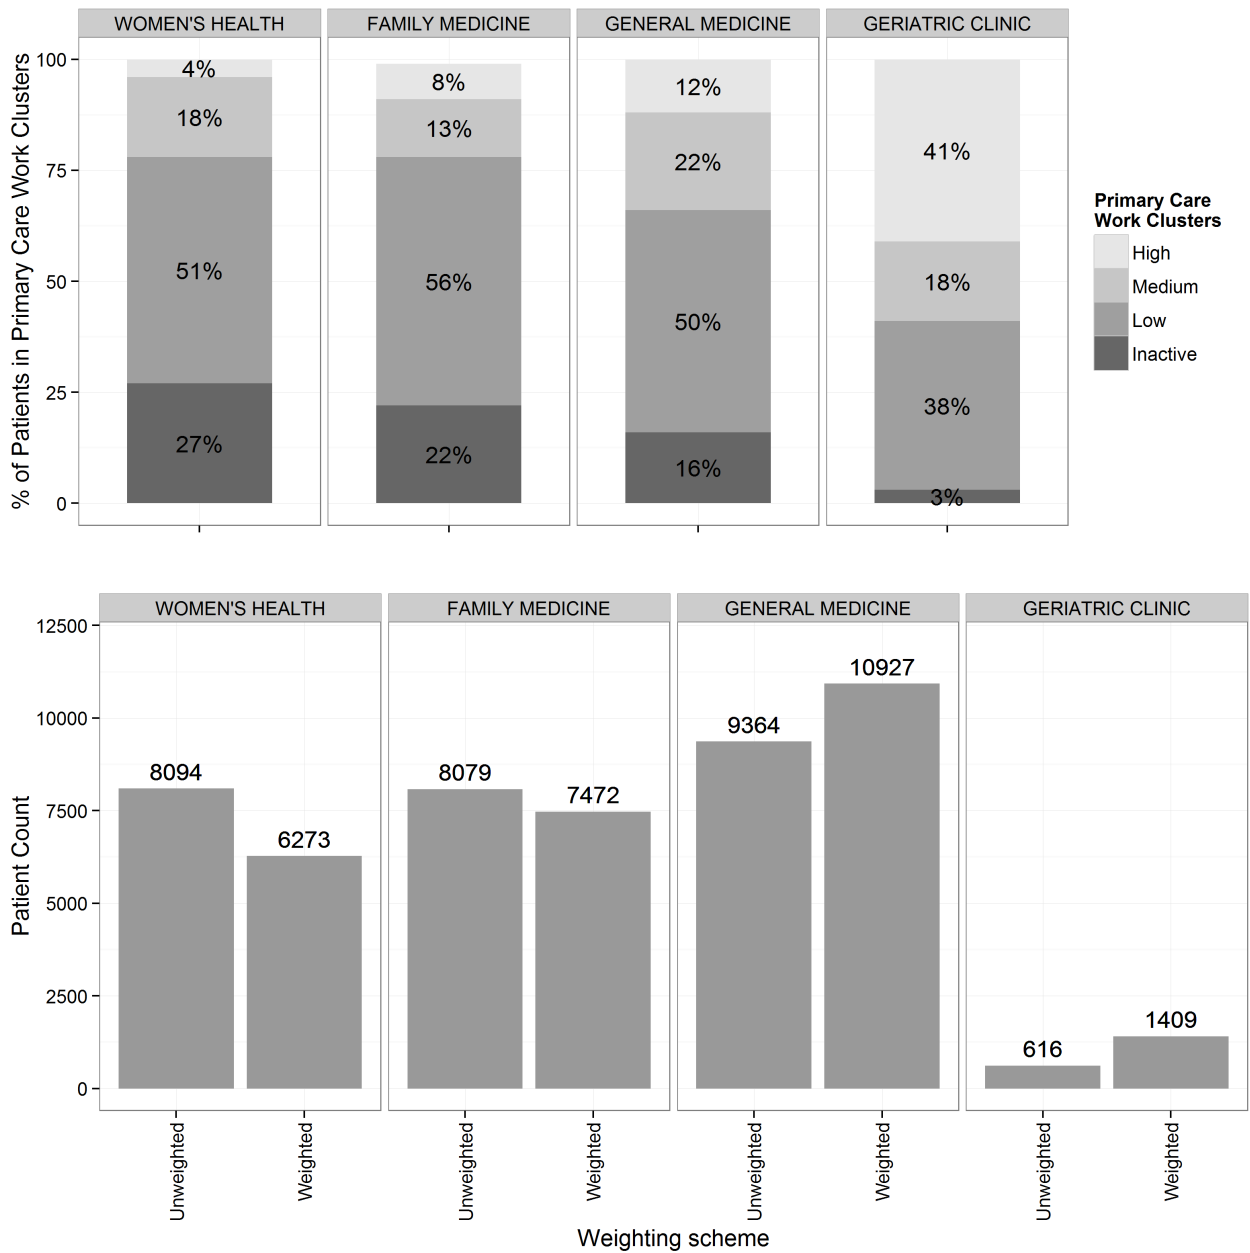 WOMEN'S HEALTH
FAMILY MEDICINE
GENERAL MEDICINE
GERIATRIC CLINIC
% of Patients in Primary Care Work Clusters
100
75
50
25
0
4%
18%
51%
27%
8%
13%
56%
22%
12%
22%
50%
16%
41%
18%
38%
3%
Primary Care
Work Clusters
High
Medium
Low
Inactive
WOMEN'S HEALTH
FAMILY MEDICINE
GENERAL MEDICINE
GERIATRIC CLINIC
Patient Count
12500
10000
7500
5000
2500
0
8094
6273
8079
7472
9364
10927
616
1409
Unweighted
Weighted
Unweighted
Weighted
Unweighted
Weighted
Unweighted
Weighted
Weighting scheme